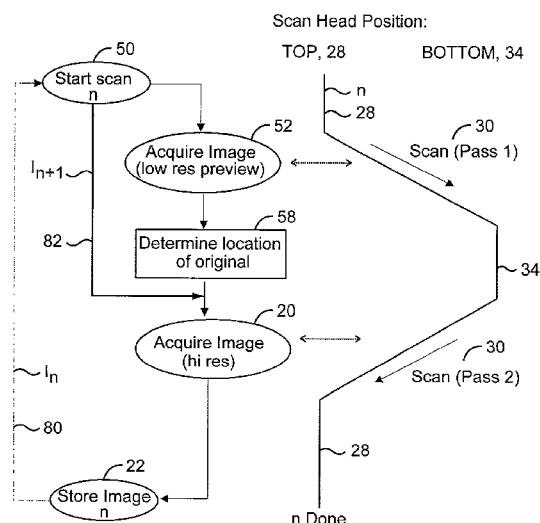 Scan Head Position:
TOP, 28
BOTTOM, 34
50
Start scan
n
n
28
52
Acquire Image
(low res preview)
30
Scan (Pass 1)
I_{n+1}
58
Determine location
of original
82
34
20
Acquire Image
(hi res)
30
Scan (Pass 2)
I_n
80
28
22
Store Image
n
n Done